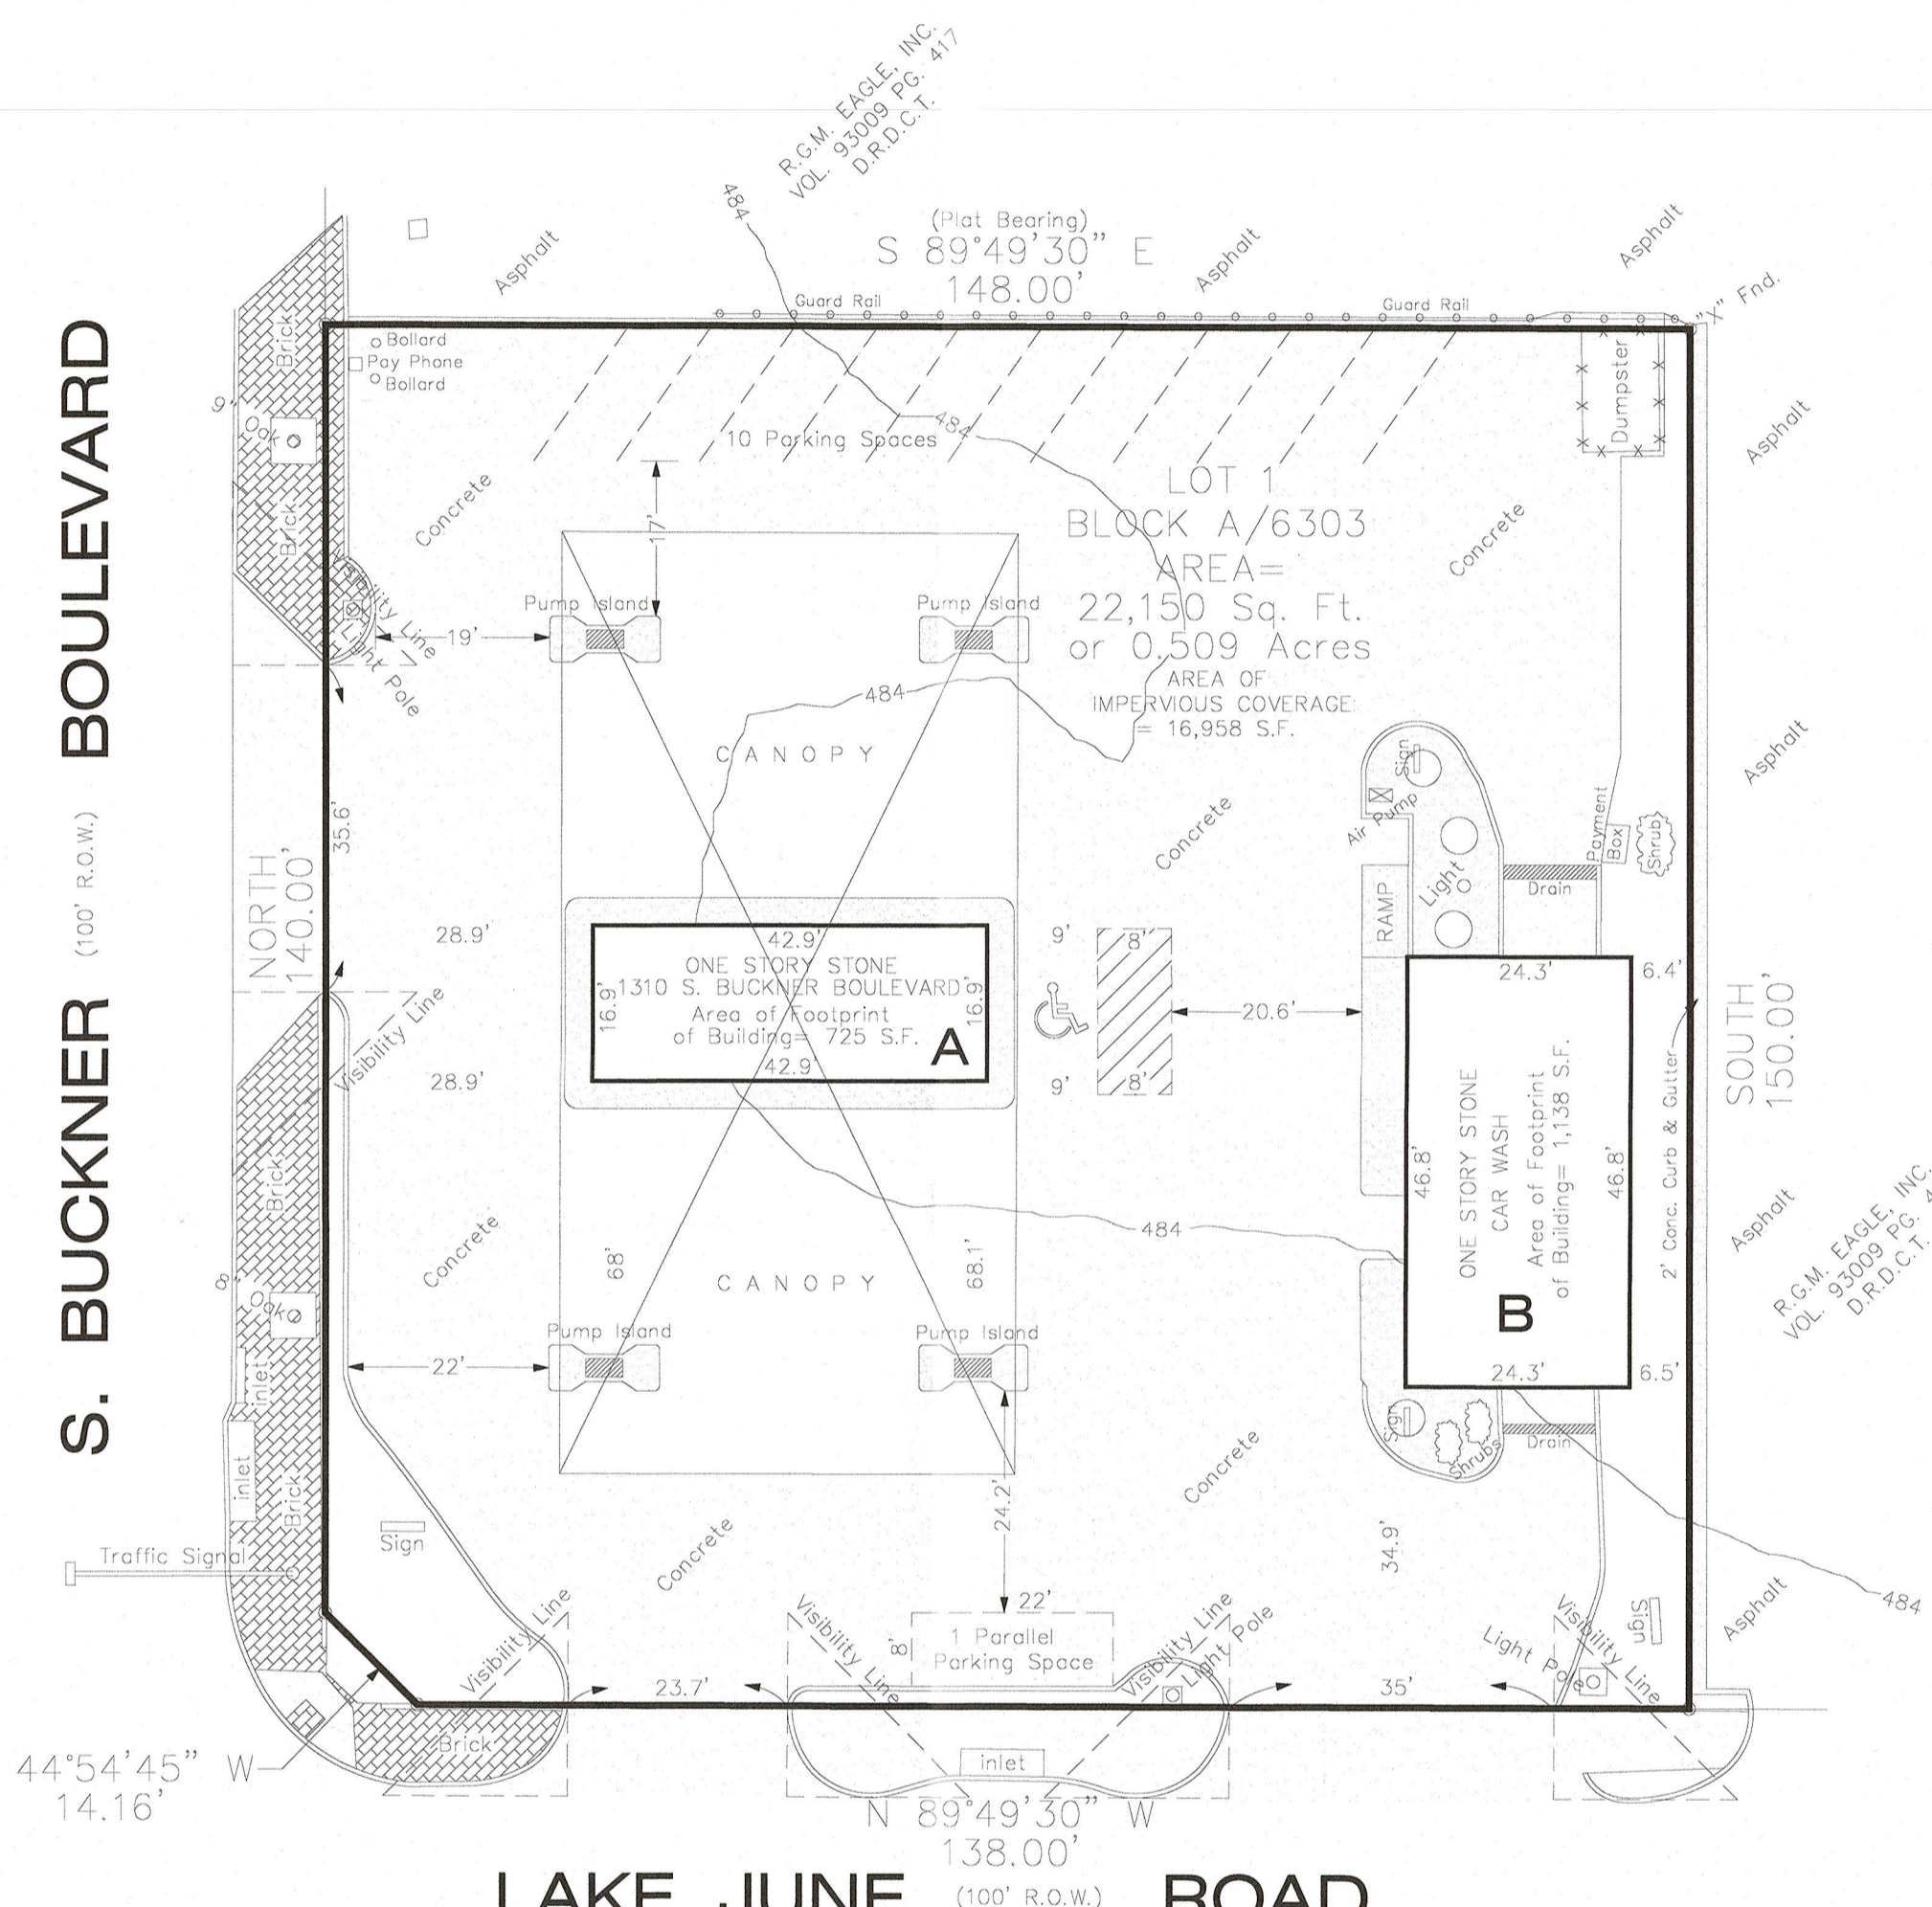 R.G.M. EAGLE, INC.
VOL. 93009 PG. 417
D.R.D.C.T.
484
(Plat Bearing)
S 89°49'30" E
148.00'
Asphalt
Asphalt
Asphalt
Guard Rail
Guard Rail
"X" Fnd.
Brick
Bollard
Pay Phone
Bollard
Dumpster
9" Oak
10 Parking Spaces
484
Asphalt
Concrete
Brick
17'
LOT 1
BLOCK A/6303
AREA=
22,150 Sq. Ft.
or 0.509 Acres
AREA OF
IMPERVIOUS COVERAGE
= 16,958 S.F.
Concrete
Visibility Line
Light Pole
Pump Island
Pump Island
19'
484
CANOPY
Sign
Air Pump
Asphalt
S. BUCKNER BOULEVARD
(100' R.O.W.)
NORTH
140.00'
35.6'
Concrete
Light
Payment
Box
Shrub
Drain
RAMP
28.9'
42.9'
ONE STORY STONE
1310 S. BUCKNER BOULEVARD
Area of Footprint
of Building= 725 S.F.
A
42.9'
16.9'
16.9'
9'
8'
20.6'
9'
8'
24.3'
6.4'
Visibility Line
28.9'
ONE STORY STONE
CAR WASH
Area of Footprint
of Building= 1,138 S.F.
B
46.8'
46.8'
24.3'
6.5'
2' Conc. Curb & Gutter
SOUTH
150.00'
Brick
Concrete
484
Asphalt
R.G.M. EAGLE, INC.
VOL. 93009 PG.
D.R.D.C.T.
68'
68.1'
CANOPY
8" Oak
inlet
Pump Island
Pump Island
22'
Sign
Shrubs
Drain
inlet
Brick
Sign
Concrete
24.2'
Concrete
34.9'
Traffic Signal
484
Asphalt
Visibility Line
Visibility Line
22'
8'
1 Parallel
Parking Space
Visibility Line
Light Pole
Light Pole
Visibility Line
Sign
23.7'
35'
Brick
inlet
44°54'45" W
14.16'
N 89°49'30" W
138.00'
LAKE JUNE ROAD
(100' R.O.W.)